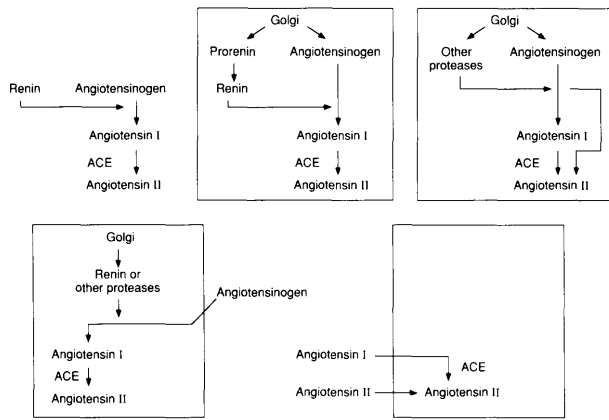 Renin
Angiotensinogen
Angiotensin I
ACE
Angiotensin II
Golgi
Prorenin
Angiotensinogen
Renin
Angiotensin I
ACE
Angiotensin II
Golgi
Other
proteases
Angiotensinogen
Angiotensin I
ACE
Angiotensin II
Golgi
Renin or
other proteases
Angiotensinogen
Angiotensin I
ACE
Angiotensin II
Angiotensin I
ACE
Angiotensin II
Angiotensin II